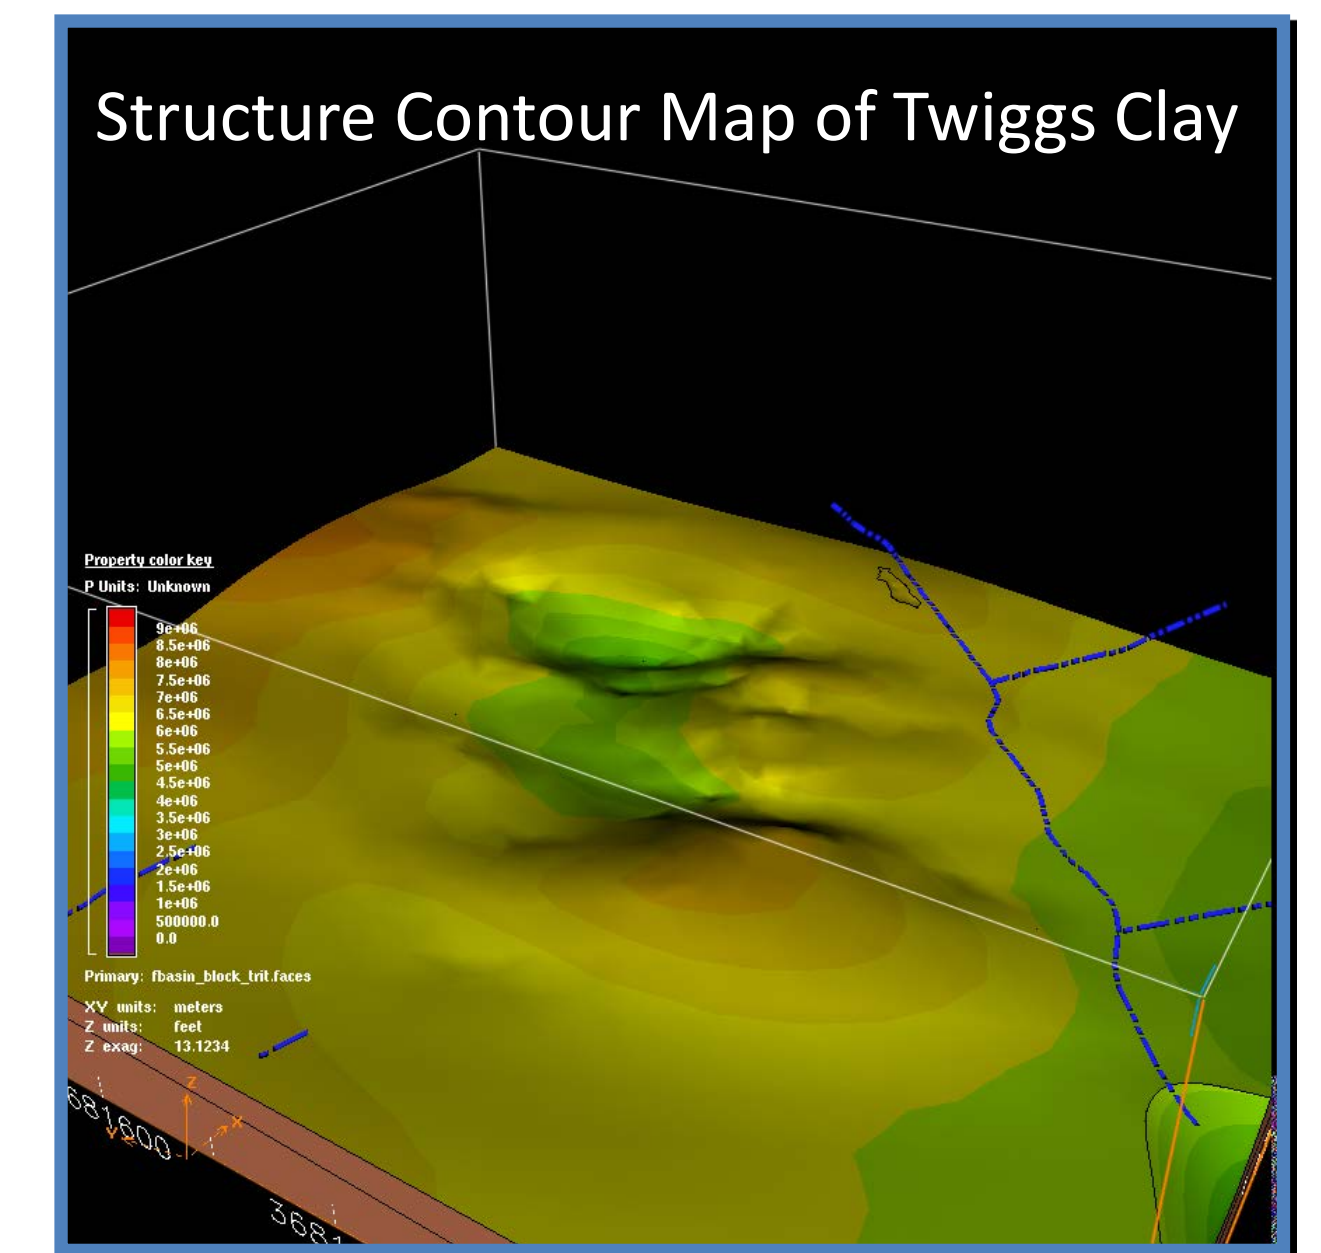 Structure Contour Map of Twiggs Clay
Property color key
P Units: Unknown
9e+06
8.5e+06
8e+06
7.5e+06
7e+06
6.5e+06
6e+06
5.5e+06
5e+06
4.5e+06
4e+06
3.5e+06
3e+06
2.5e+06
2e+06
1.5e+06
1e+06
500000.0
0.0
Primary: fbasin_block_trit.faces
XY units: meters
Z units: feet
Z exag: 13.1234
Z
X
Y
681600